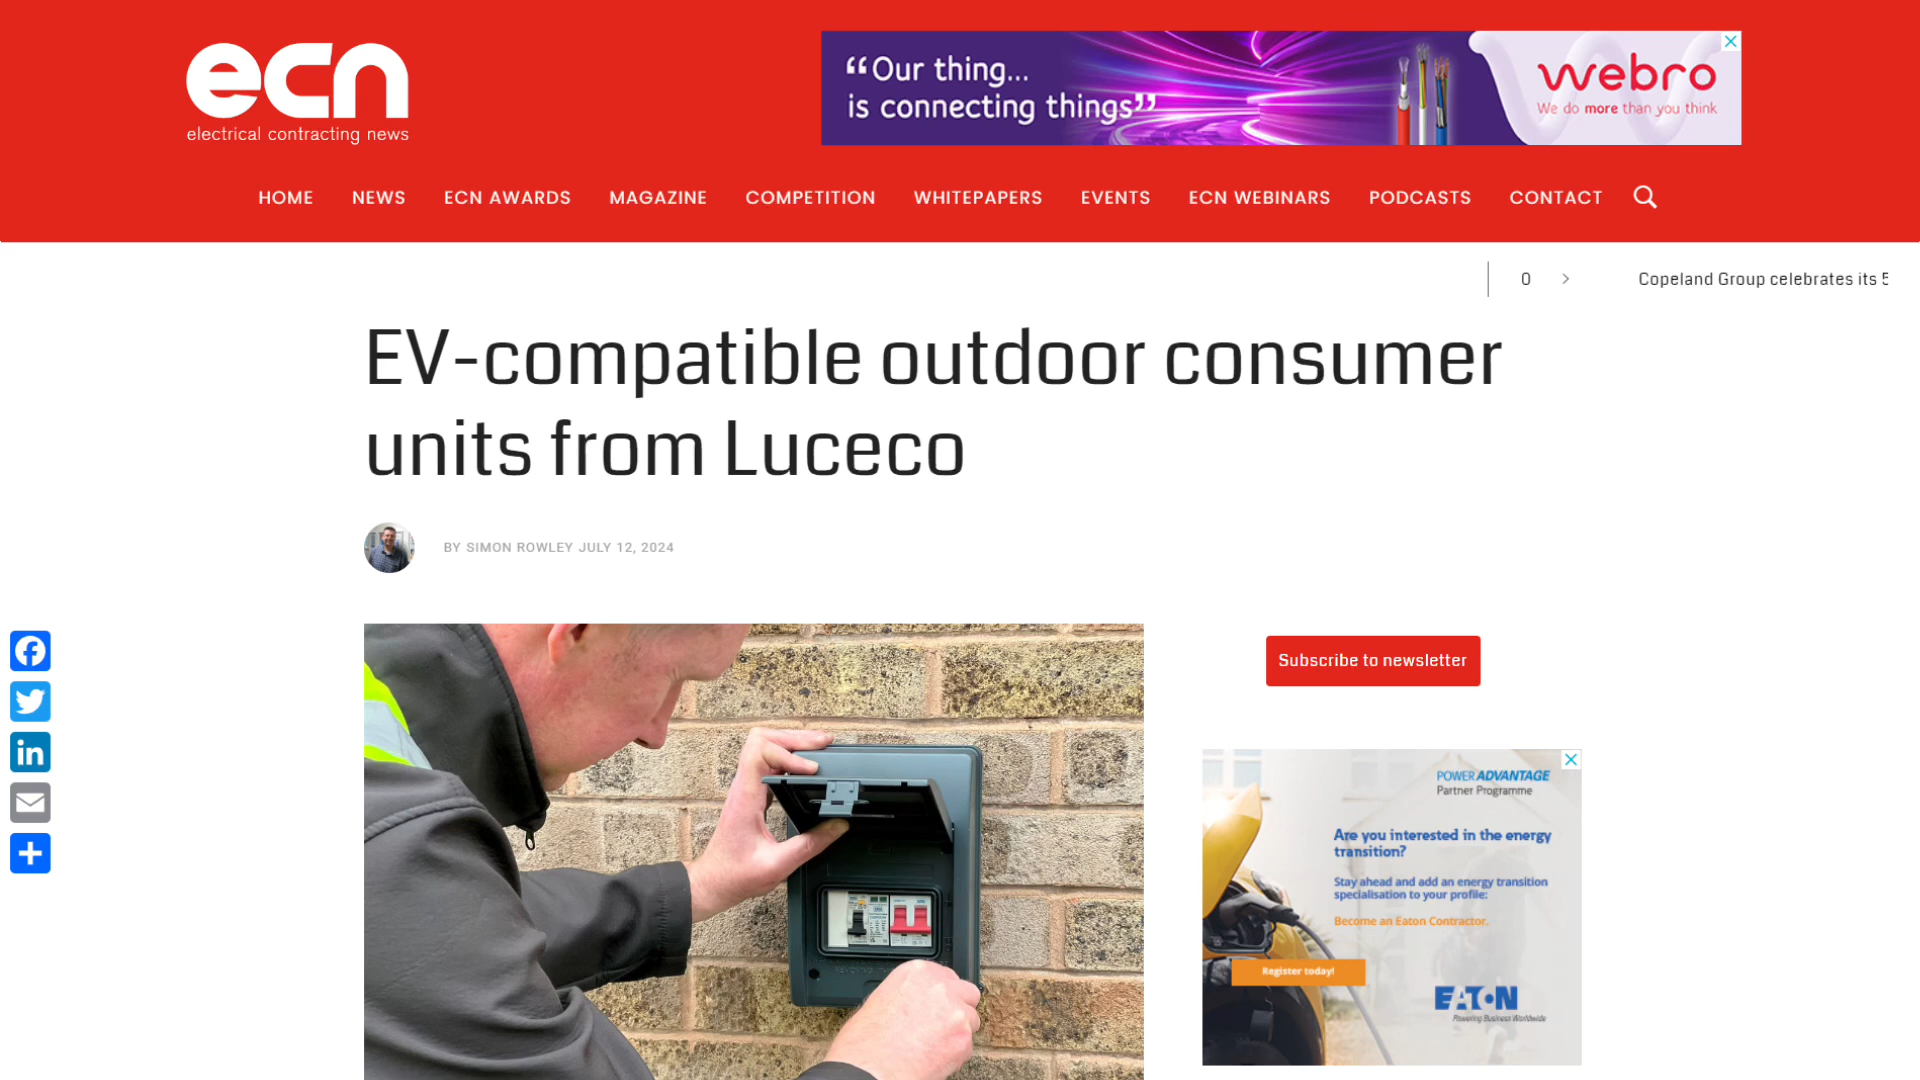 ecn
electrical contracting news
“Our thing...
is connecting things”
webro
We do more than you think
HOME NEWS ECN AWARDS MAGAZINE COMPETITION WHITEPAPERS EVENTS ECN WEBINARS PODCASTS CONTACT
0
Copeland Group celebrates its 5
EV-compatible outdoor consumer
units from Luceco
BY SIMON ROWLEY JULY 12, 2024
Subscribe to newsletter
POWER ADVANTAGE
Partner Programme
Are you interested in the energy
transition?
Stay ahead and add an energy transition
specialisation to your profile:
Become an Eaton Contractor.
Register today!
EATON
Powering Business Worldwide